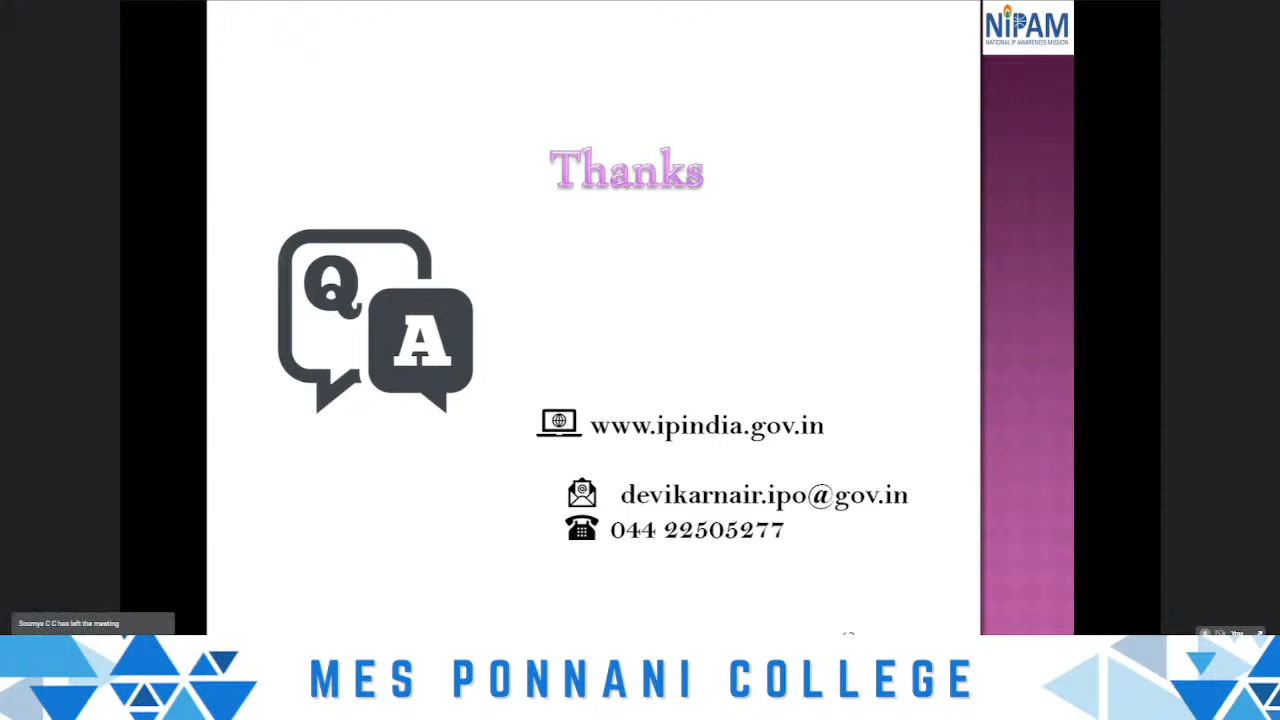 NiPAM
NATIONAL IP AWARENESS MISSION
Thanks
Q
A
www.ipindia.gov.in
devikarnair.ipo@gov.in
044 22505277
Soumya C C has left the meeting
You
MES PONNANI COLLEGE